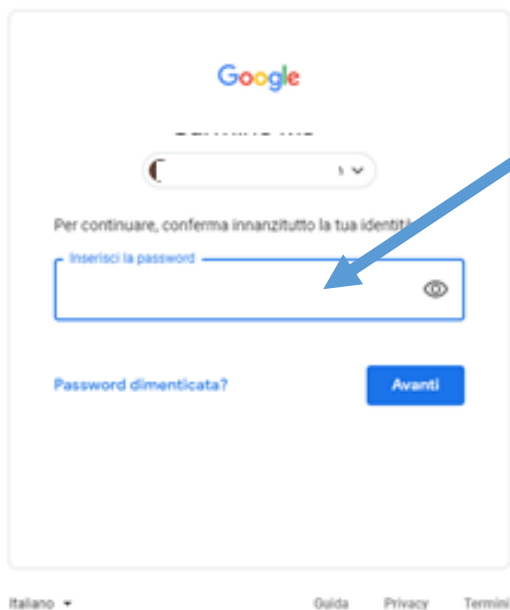 Google
Per continuare, conferma innanzitutto la tua identità
Inserisci la password
Password dimenticata?
Avanti
Italiano
Guida Privacy Termini